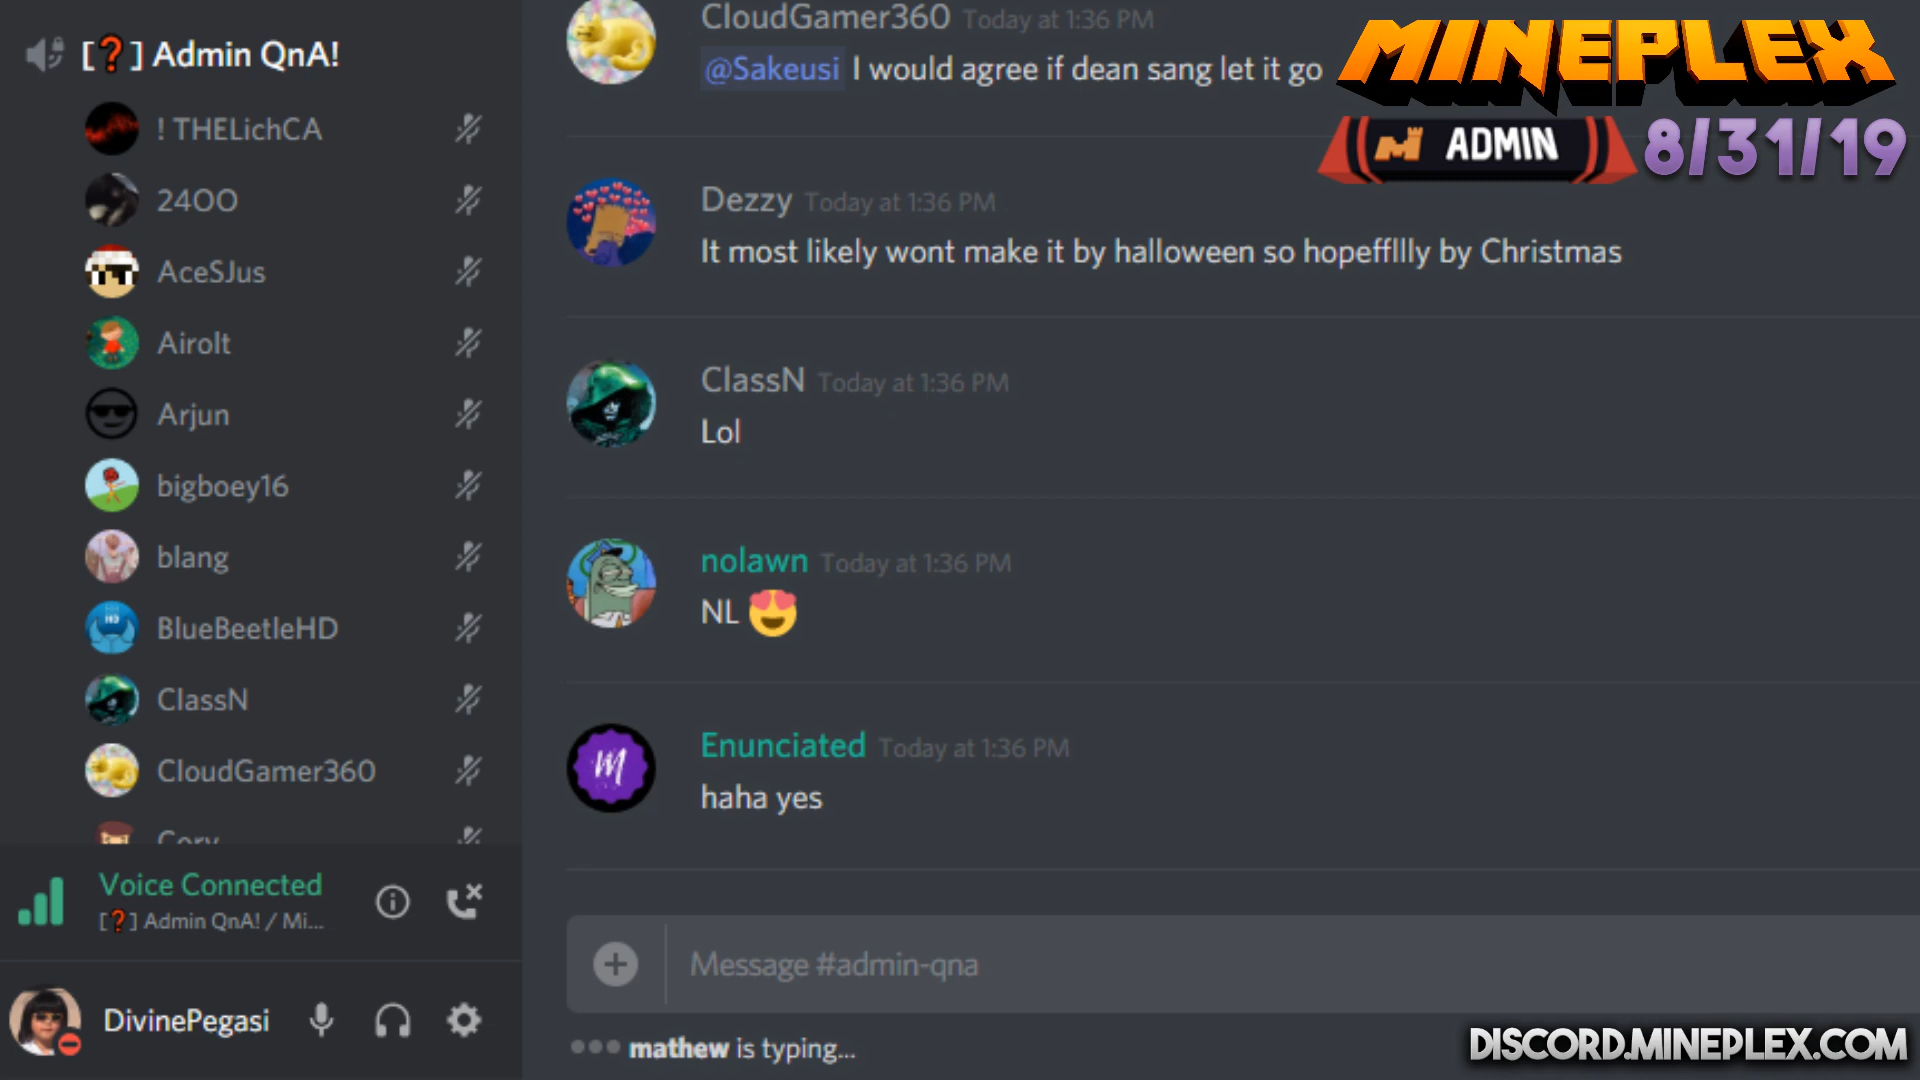 [❓] Admin QnA!
! THELichCA
24OO
AceSJus
Airolt
Arjun
bigboey16
blang
BlueBeetleHD
ClassN
CloudGamer360
Cory
Voice Connected
[❓] Admin QnA! / Mi...
DivinePegasi
CloudGamer360 Today at 1:36 PM
@Sakeusi I would agree if dean sang let it go
Dezzy Today at 1:36 PM
It most likely wont make it by halloween so hopeffllly by Christmas
ClassN Today at 1:36 PM
Lol
nolawn Today at 1:36 PM
NL 😍
Enunciated Today at 1:36 PM
haha yes
Message #admin-qna
mathew is typing...
MINEPLEX
ADMIN 8/31/19
DISCORD.MINEPLEX.COM